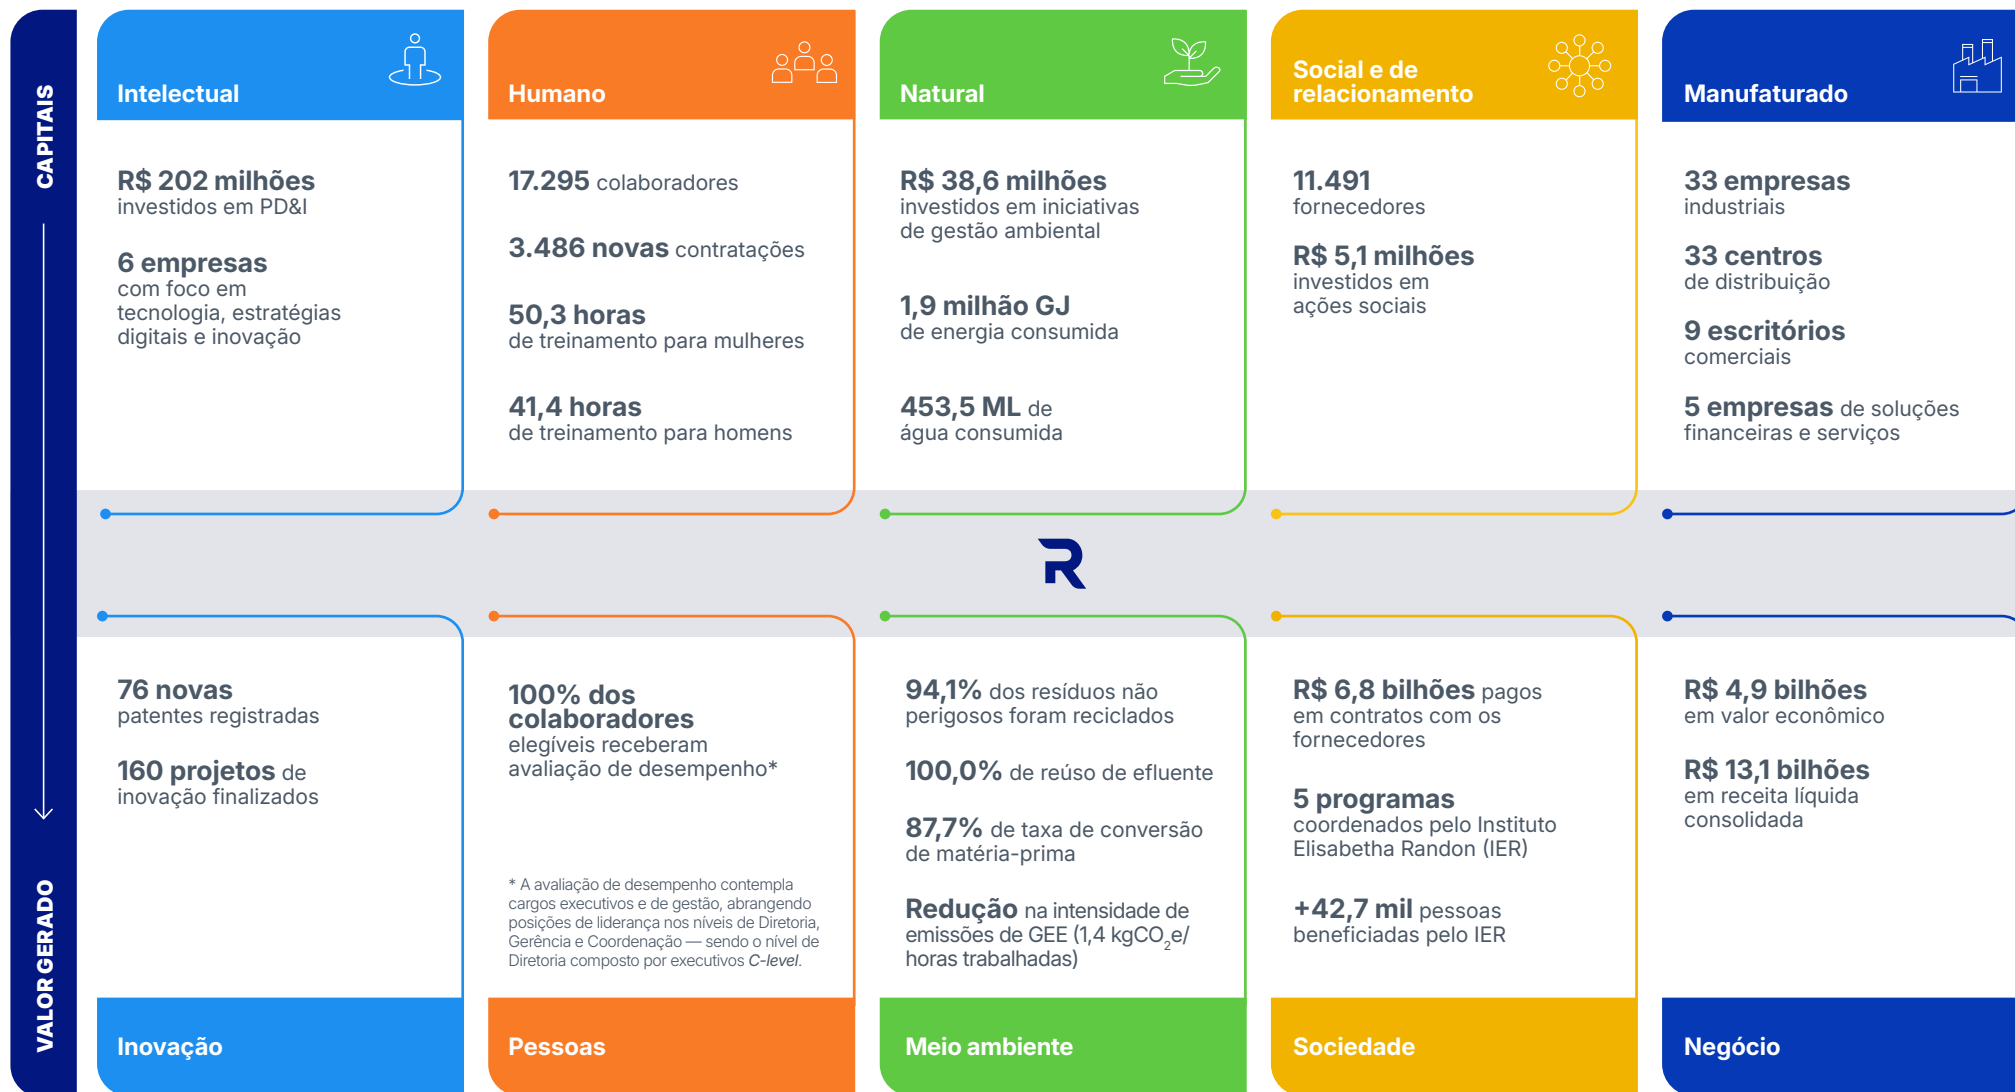 CAPITAIS
Intelectual
R$ 202 milhões
investidos em PD&I
6 empresas
com foco em
tecnologia, estratégias
digitais e inovação
Humano
17.295 colaboradores
3.486 novas contratações
50,3 horas
de treinamento para mulheres
41,4 horas
de treinamento para homens
Natural
R$ 38,6 milhões
investidos em iniciativas
de gestão ambiental
1,9 milhão GJ
de energia consumida
453,5 ML de
água consumida
Social e de
relacionamento
11.491
fornecedores
R$ 5,1 milhões
investidos em
ações sociais
Manufaturado
33 empresas
industriais
33 centros
de distribuição
9 escritórios
comerciais
5 empresas de soluções
financeiras e serviços
R
VALOR GERADO
76 novas
patentes registradas
160 projetos de
inovação finalizados
Inovação
100% dos
colaboradores
elegíveis receberam
avaliação de desempenho*
* A avaliação de desempenho contempla
cargos executivos e de gestão, abrangendo
posições de liderança nos níveis de Diretoria,
Gerência e Coordenação — sendo o nível de
Diretoria composto por executivos C-level.
Pessoas
94,1% dos resíduos não
perigosos foram reciclados
100,0% de reúso de efluente
87,7% de taxa de conversão
de matéria-prima
Redução na intensidade de
emissões de GEE (1,4 kgCO₂e/
horas trabalhadas)
Meio ambiente
R$ 6,8 bilhões pagos
em contratos com os
fornecedores
5 programas
coordenados pelo Instituto
Elisabetha Randon (IER)
+42,7 mil pessoas
beneficiadas pelo IER
Sociedade
R$ 4,9 bilhões
em valor econômico
R$ 13,1 bilhões
em receita líquida
consolidada
Negócio